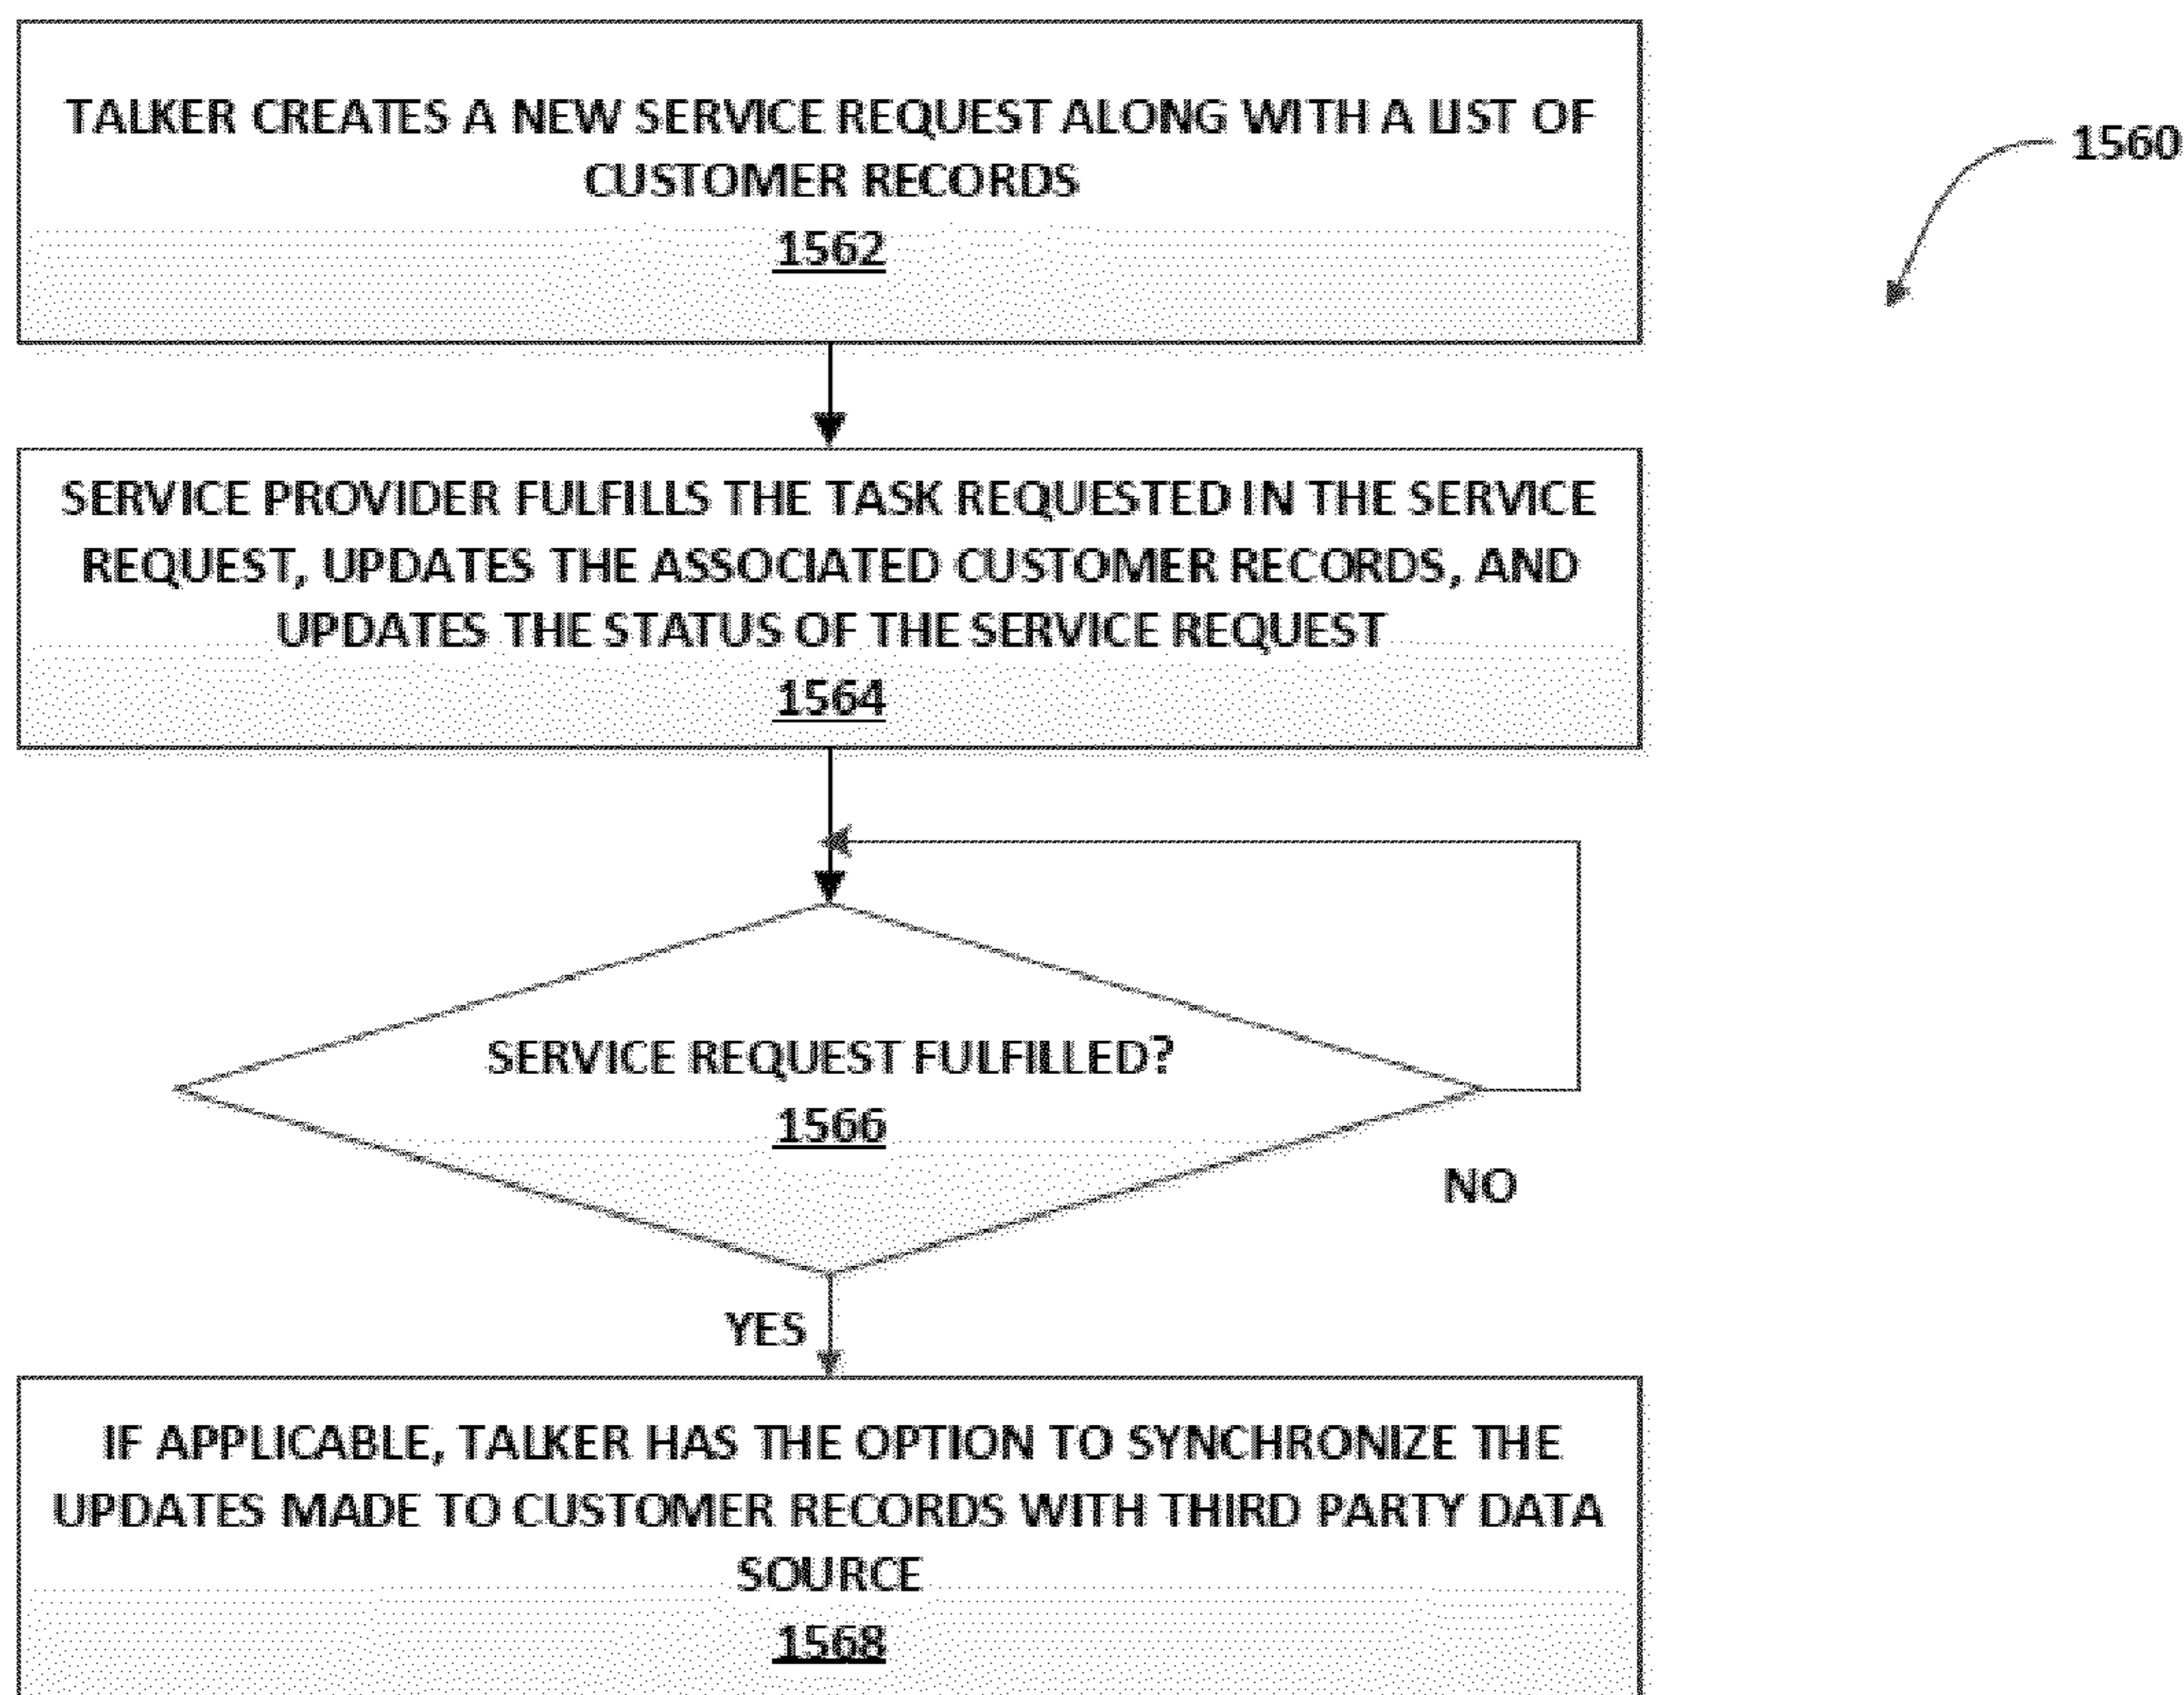 TALKER CREATES A NEW SERVICE REQUEST ALONG WITH A LIST OF
CUSTOMER RECORDS
1562
1560
SERVICE PROVIDER FULFILLS THE TASK REQUESTED IN THE SERVICE
REQUEST, UPDATES THE ASSOCIATED CUSTOMER RECORDS, AND
UPDATES THE STATUS OF THE SERVICE REQUEST
1564
SERVICE REQUEST FULFILLED?
1566
NO
YES
IF APPLICABLE, TALKER HAS THE OPTION TO SYNCHRONIZE THE
UPDATES MADE TO CUSTOMER RECORDS WITH THIRD PARTY DATA
SOURCE
1568